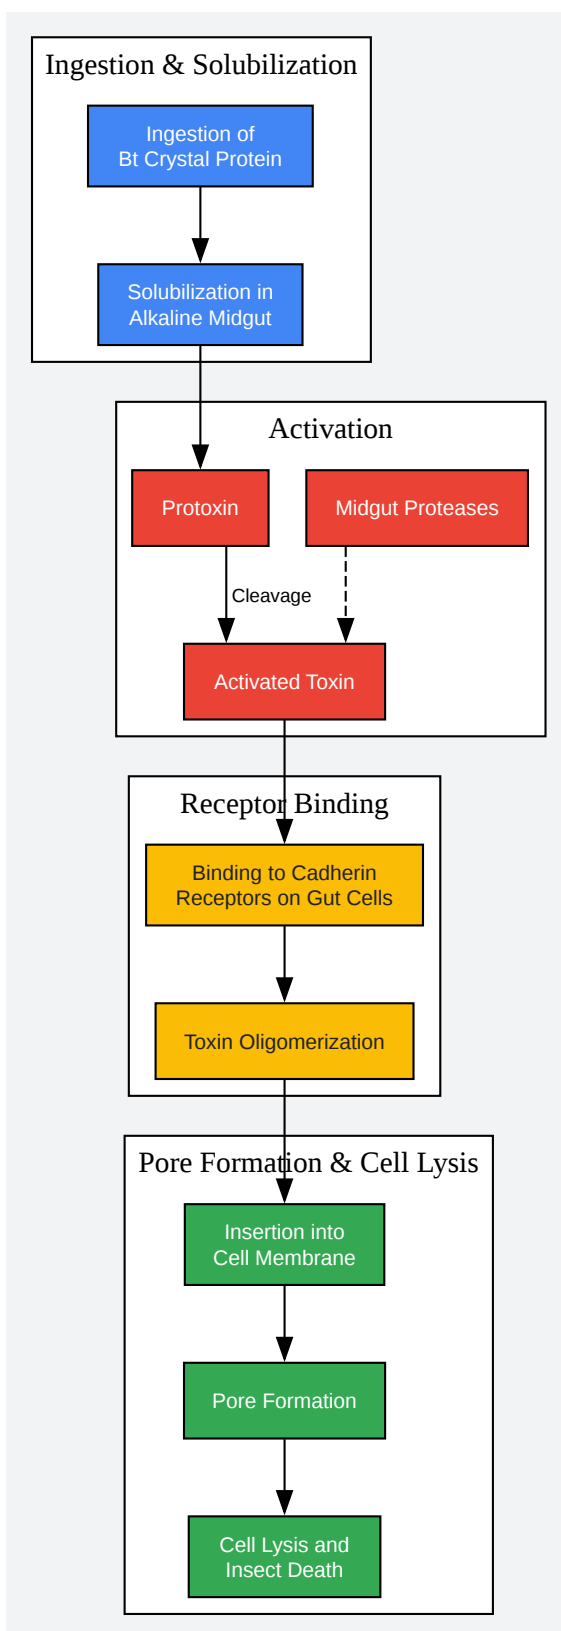 Ingestion & Solubilization
Ingestion of
Bt Crystal Protein
Solubilization in
Alkaline Midgut
Activation
Protoxin
Midgut Proteases
Cleavage
Activated Toxin
Receptor Binding
Binding to Cadherin
Receptors on Gut Cells
Toxin Oligomerization
Pore Formation & Cell Lysis
Insertion into
Cell Membrane
Pore Formation
Cell Lysis and
Insect Death